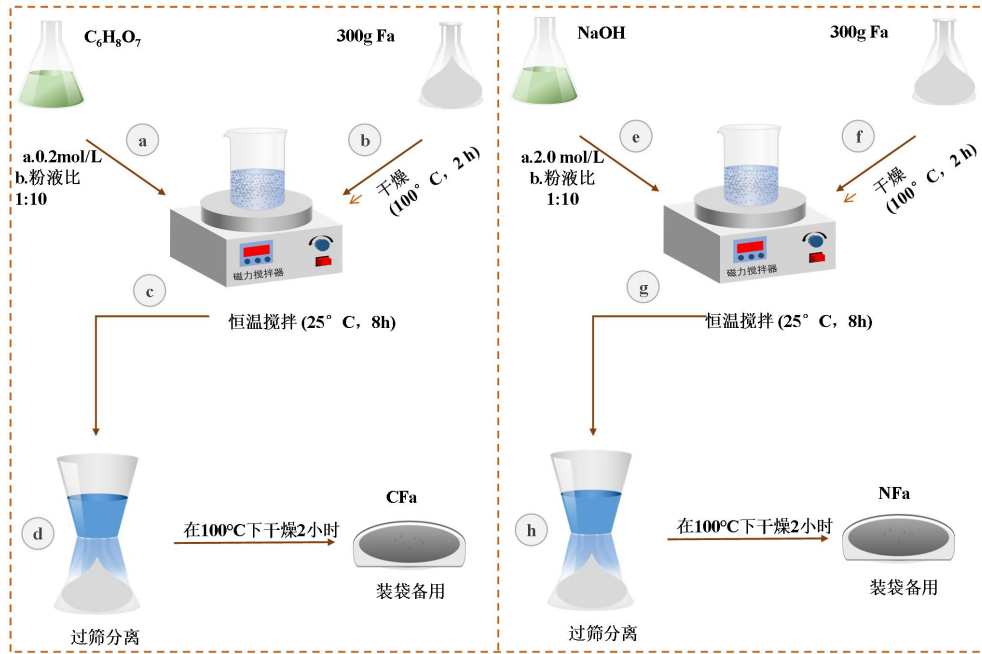 C₆H₈O₇
300g Fa
a
b
a.0.2mol/L
b.粉液比
1:10
干燥
(100°C, 2 h)
磁力搅拌器
c
恒温搅拌 (25°C, 8h)
d
在100℃下干燥2小时
CFa
装袋备用
过筛分离
NaOH
300g Fa
e
f
a.2.0 mol/L
b.粉液比
1:10
干燥
(100°C, 2 h)
磁力搅拌器
g
恒温搅拌 (25°C, 8h)
h
在100℃下干燥2小时
NFa
装袋备用
过筛分离